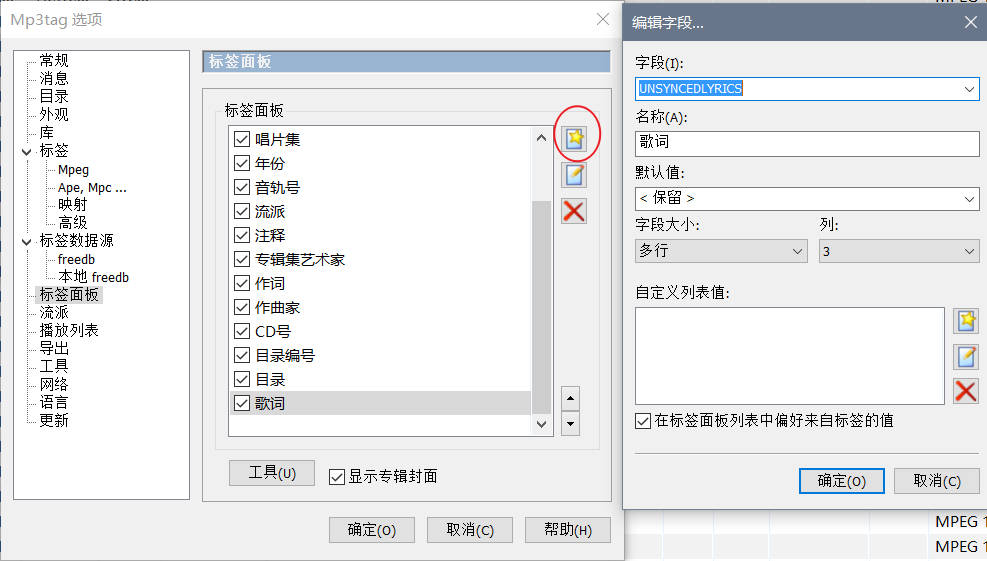 Mp3tag 选项
常规
消息
目录
外观
库
标签
Mpeg
Ape, Mpc ...
映射
高级
标签数据源
freedb
本地 freedb
标签面板
流派
播放列表
导出
工具
网络
语言
更新
标签面板
标签面板
唱片集
年份
音轨号
流派
注释
专辑集艺术家
作词
作曲家
CD号
目录编号
目录
歌词
工具(U)
显示专辑封面
确定(O)
取消(C)
帮助(H)
编辑字段...
字段(I):
UNSYNCEDLYRICS
名称(A):
歌词
默认值:
< 保留 >
字段大小:
列:
多行
3
自定义列表值:
在标签面板列表中偏好来自标签的值
确定(O)
取消(C)
MPEG 1
MPEG 1